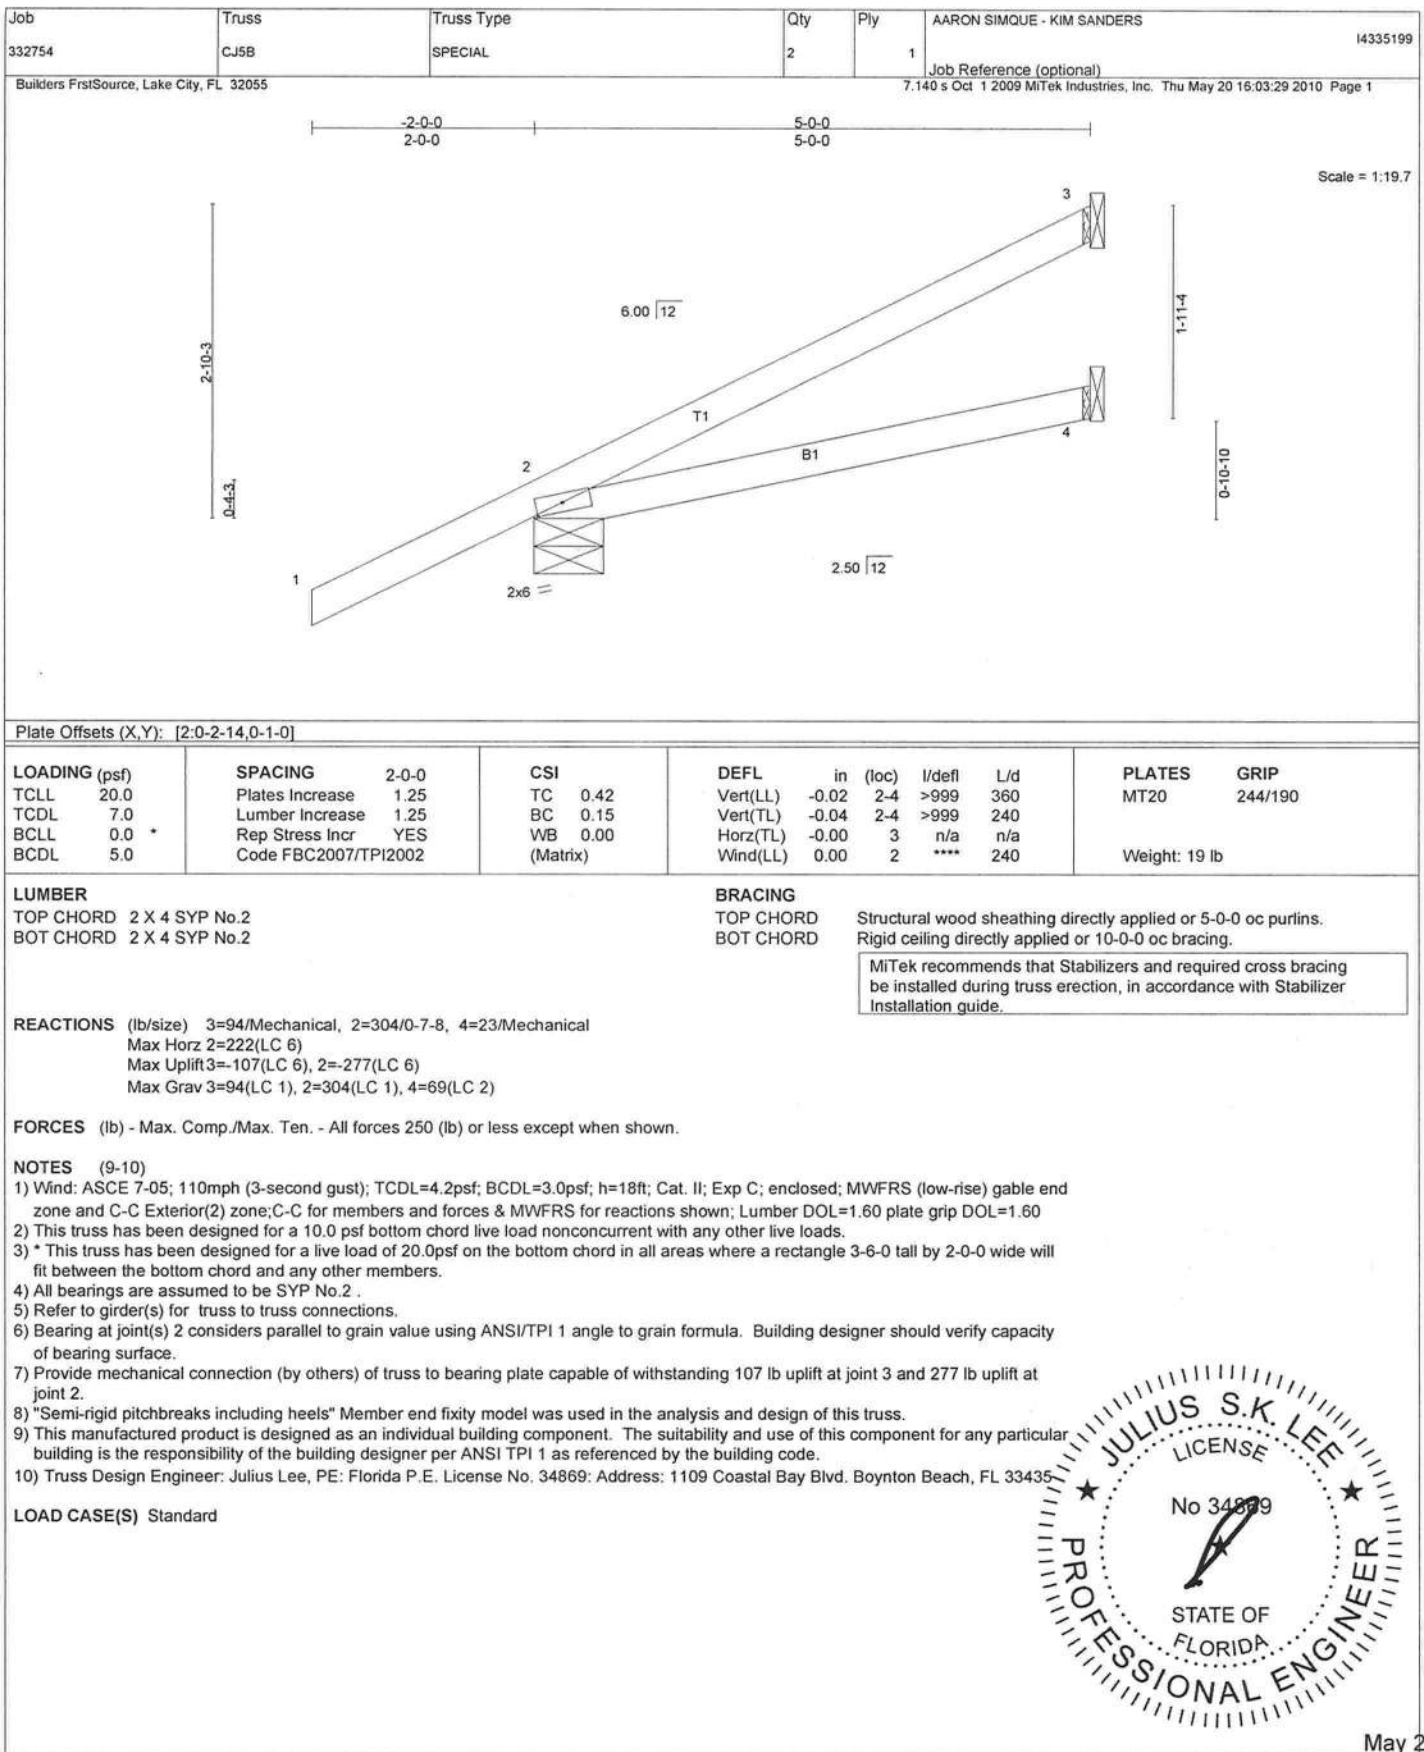 Job Truss Truss Type Qty Ply AARON SIMQUE - KIM SANDERS
I4335199
332754 CJ5B SPECIAL 2 1
Job Reference (optional)
Builders FrstSource, Lake City, FL 32055 7.140 s Oct 1 2009 MiTek Industries, Inc. Thu May 20 16:03:29 2010 Page 1
-2-0-0 5-0-0
2-0-0 5-0-0
Scale = 1:19.7
3
6.00 12
1-11-4
2-10-3
T1
4
B1
2
0-4-3
0-10-10
2.50 12
1
2x6 =
Plate Offsets (X,Y): [2:0-2-14,0-1-0]
LOADING (psf) SPACING 2-0-0 CSI DEFL in (loc) l/defl L/d PLATES GRIP
TCLL 20.0 Plates Increase 1.25 TC 0.42 Vert(LL) -0.02 2-4 >999 360 MT20 244/190
TCDL 7.0 Lumber Increase 1.25 BC 0.15 Vert(TL) -0.04 2-4 >999 240
BCLL 0.0 * Rep Stress Incr YES WB 0.00 Horz(TL) -0.00 3 n/a n/a
BCDL 5.0 Code FBC2007/TPI2002 (Matrix) Wind(LL) 0.00 2 **** 240 Weight: 19 lb
LUMBER BRACING
TOP CHORD 2 X 4 SYP No.2 TOP CHORD Structural wood sheathing directly applied or 5-0-0 oc purlins.
BOT CHORD 2 X 4 SYP No.2 BOT CHORD Rigid ceiling directly applied or 10-0-0 oc bracing.
MiTek recommends that Stabilizers and required cross bracing
be installed during truss erection, in accordance with Stabilizer
Installation guide.
REACTIONS (lb/size) 3=94/Mechanical, 2=304/0-7-8, 4=23/Mechanical
Max Horz 2=222(LC 6)
Max Uplift3=-107(LC 6), 2=-277(LC 6)
Max Grav 3=94(LC 1), 2=304(LC 1), 4=69(LC 2)
FORCES (lb) - Max. Comp./Max. Ten. - All forces 250 (lb) or less except when shown.
NOTES (9-10)
1) Wind: ASCE 7-05; 110mph (3-second gust); TCDL=4.2psf; BCDL=3.0psf; h=18ft; Cat. II; Exp C; enclosed; MWFRS (low-rise) gable end
zone and C-C Exterior(2) zone;C-C for members and forces & MWFRS for reactions shown; Lumber DOL=1.60 plate grip DOL=1.60
2) This truss has been designed for a 10.0 psf bottom chord live load nonconcurrent with any other live loads.
3) * This truss has been designed for a live load of 20.0psf on the bottom chord in all areas where a rectangle 3-6-0 tall by 2-0-0 wide will
fit between the bottom chord and any other members.
4) All bearings are assumed to be SYP No.2 .
5) Refer to girder(s) for truss to truss connections.
6) Bearing at joint(s) 2 considers parallel to grain value using ANSI/TPI 1 angle to grain formula. Building designer should verify capacity
of bearing surface.
7) Provide mechanical connection (by others) of truss to bearing plate capable of withstanding 107 lb uplift at joint 3 and 277 lb uplift at
joint 2.
8) "Semi-rigid pitchbreaks including heels" Member end fixity model was used in the analysis and design of this truss.
9) This manufactured product is designed as an individual building component. The suitability and use of this component for any particular
building is the responsibility of the building designer per ANSI TPI 1 as referenced by the building code.
10) Truss Design Engineer: Julius Lee, PE: Florida P.E. License No. 34869: Address: 1109 Coastal Bay Blvd. Boynton Beach, FL 33435
LOAD CASE(S) Standard
JULIUS S.K. LEE
LICENSE
No 34869
STATE OF
FLORIDA
PROFESSIONAL ENGINEER
May 2